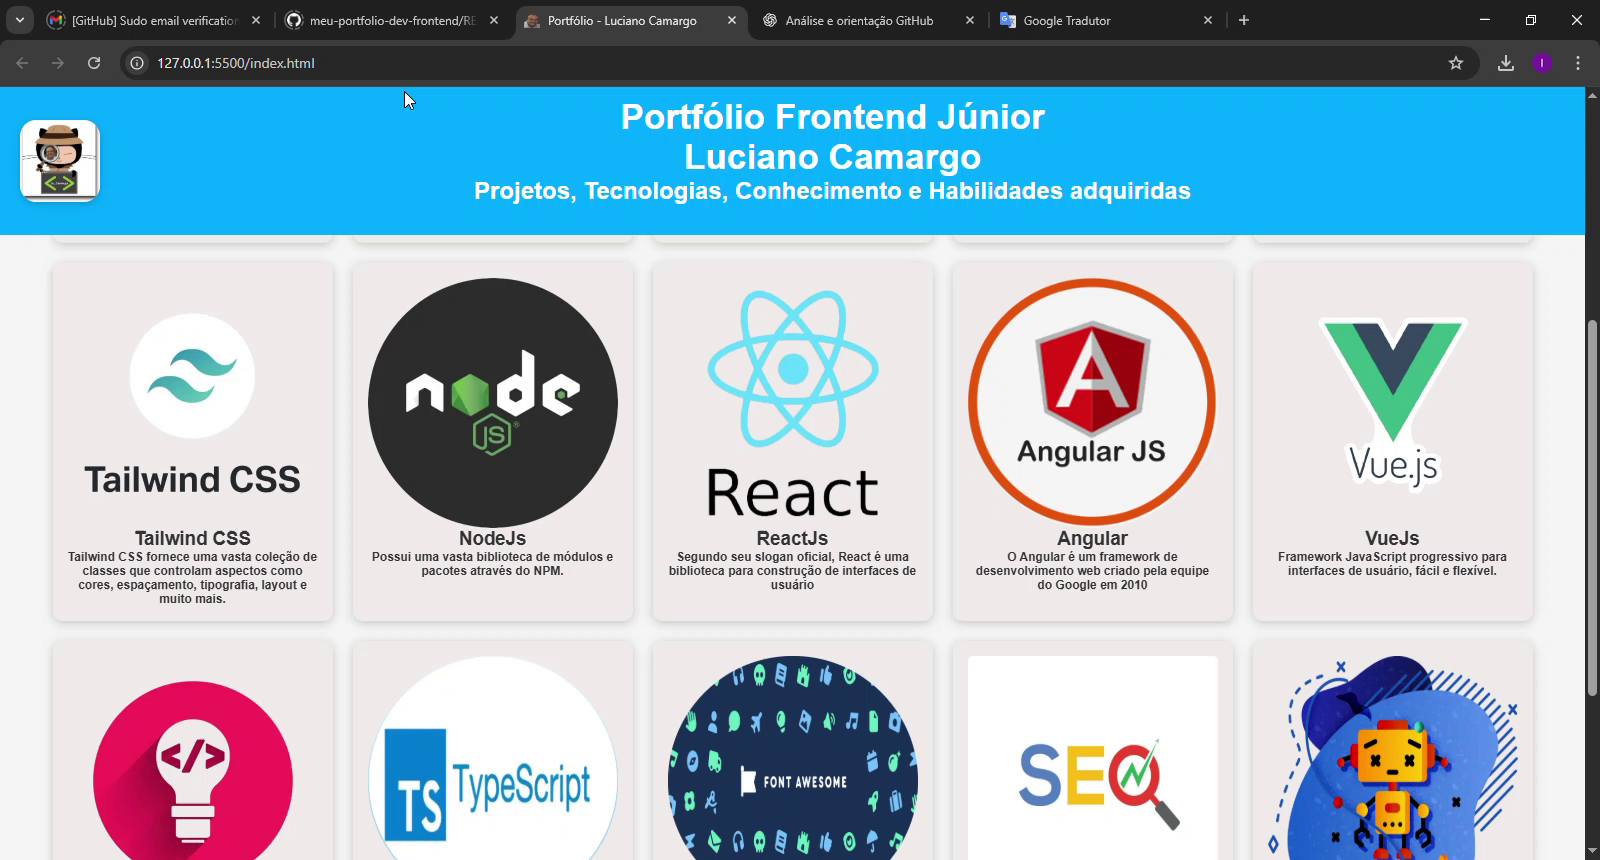 [GitHub] Sudo email verification
meu-portfolio-dev-frontend/RE
Portfólio - Luciano Camargo
Análise e orientação GitHub
Google Tradutor
127.0.0.1:5500/index.html
I
Portfólio Frontend Júnior
Luciano Camargo
Projetos, Tecnologias, Conhecimento e Habilidades adquiridas
Tailwind CSS
node
JS
React
A
Angular JS
Vue.js
Tailwind CSS
Tailwind CSS fornece uma vasta coleção de
classes que controlam aspectos como
cores, espaçamento, tipografia, layout e
muito mais.
NodeJs
Possui uma vasta biblioteca de módulos e
pacotes através do NPM.
ReactJs
Segundo seu slogan oficial, React é uma
biblioteca para construção de interfaces de
usuário
Angular
O Angular é um framework de
desenvolvimento web criado pela equipe
do Google em 2010
VueJs
Framework JavaScript progressivo para
interfaces de usuário, fácil e flexível.
</>
TS TypeScript
FONT AWESOME
SEO